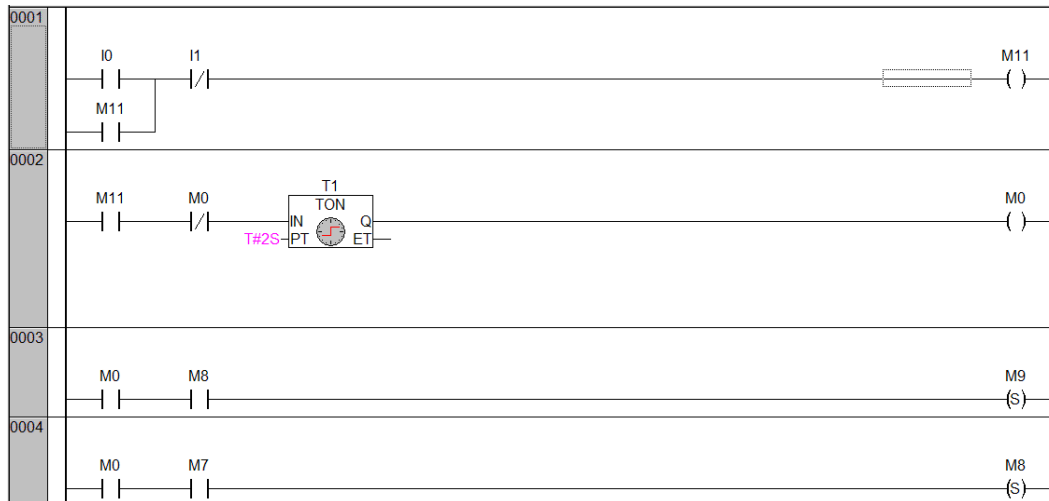 0001
I0 I1 M11
M11
0002
T1
M11 M0 TON M0
IN Q
T#2S PT ET
0003
M0 M8 M9
S
0004
M0 M7 M8
S